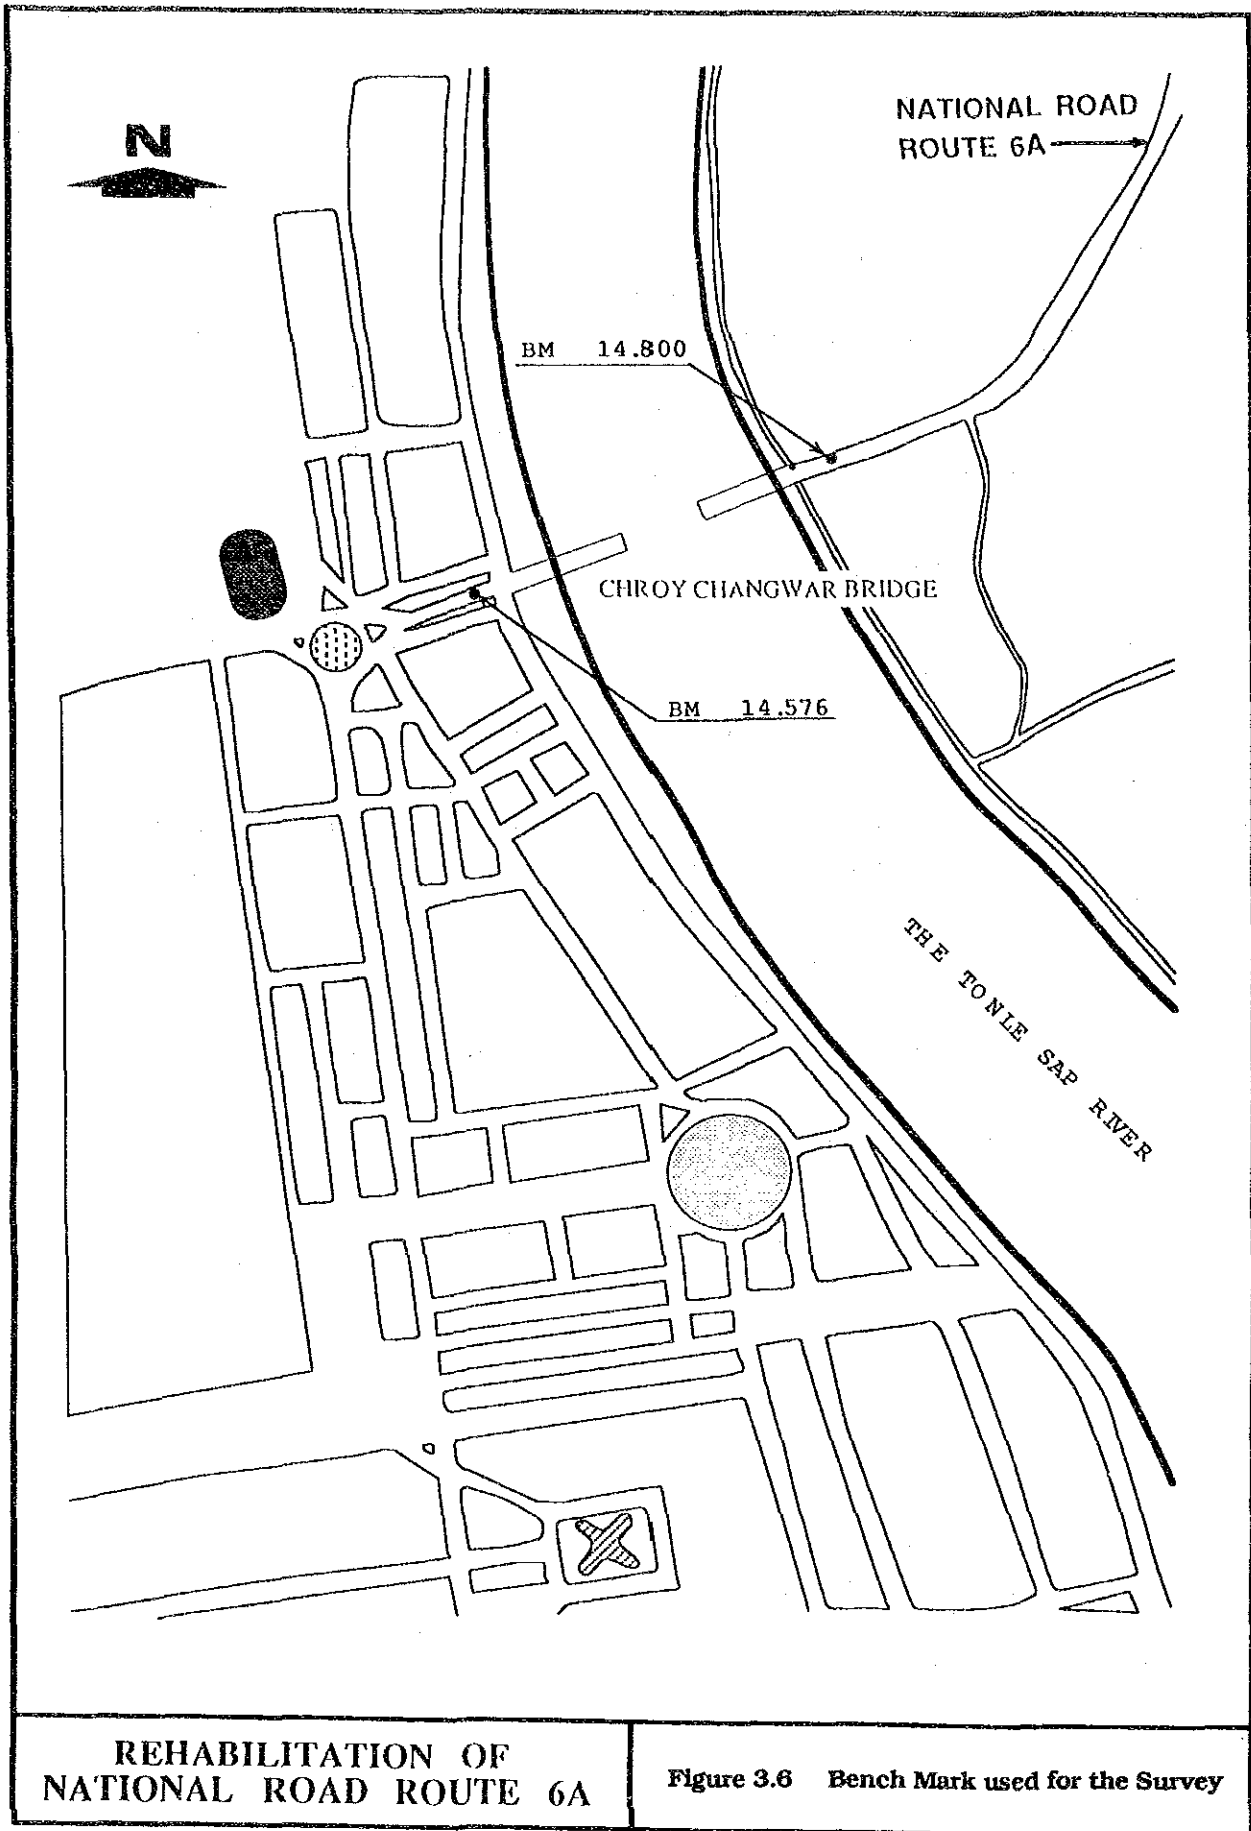 N
NATIONAL ROAD
ROUTE 6A
BM 14.800
CHROY CHANGWAR BRIDGE
BM 14.576
THE TONLE SAP RIVER
REHABILITATION OF
NATIONAL ROAD ROUTE 6A
Figure 3.6 Bench Mark used for the Survey